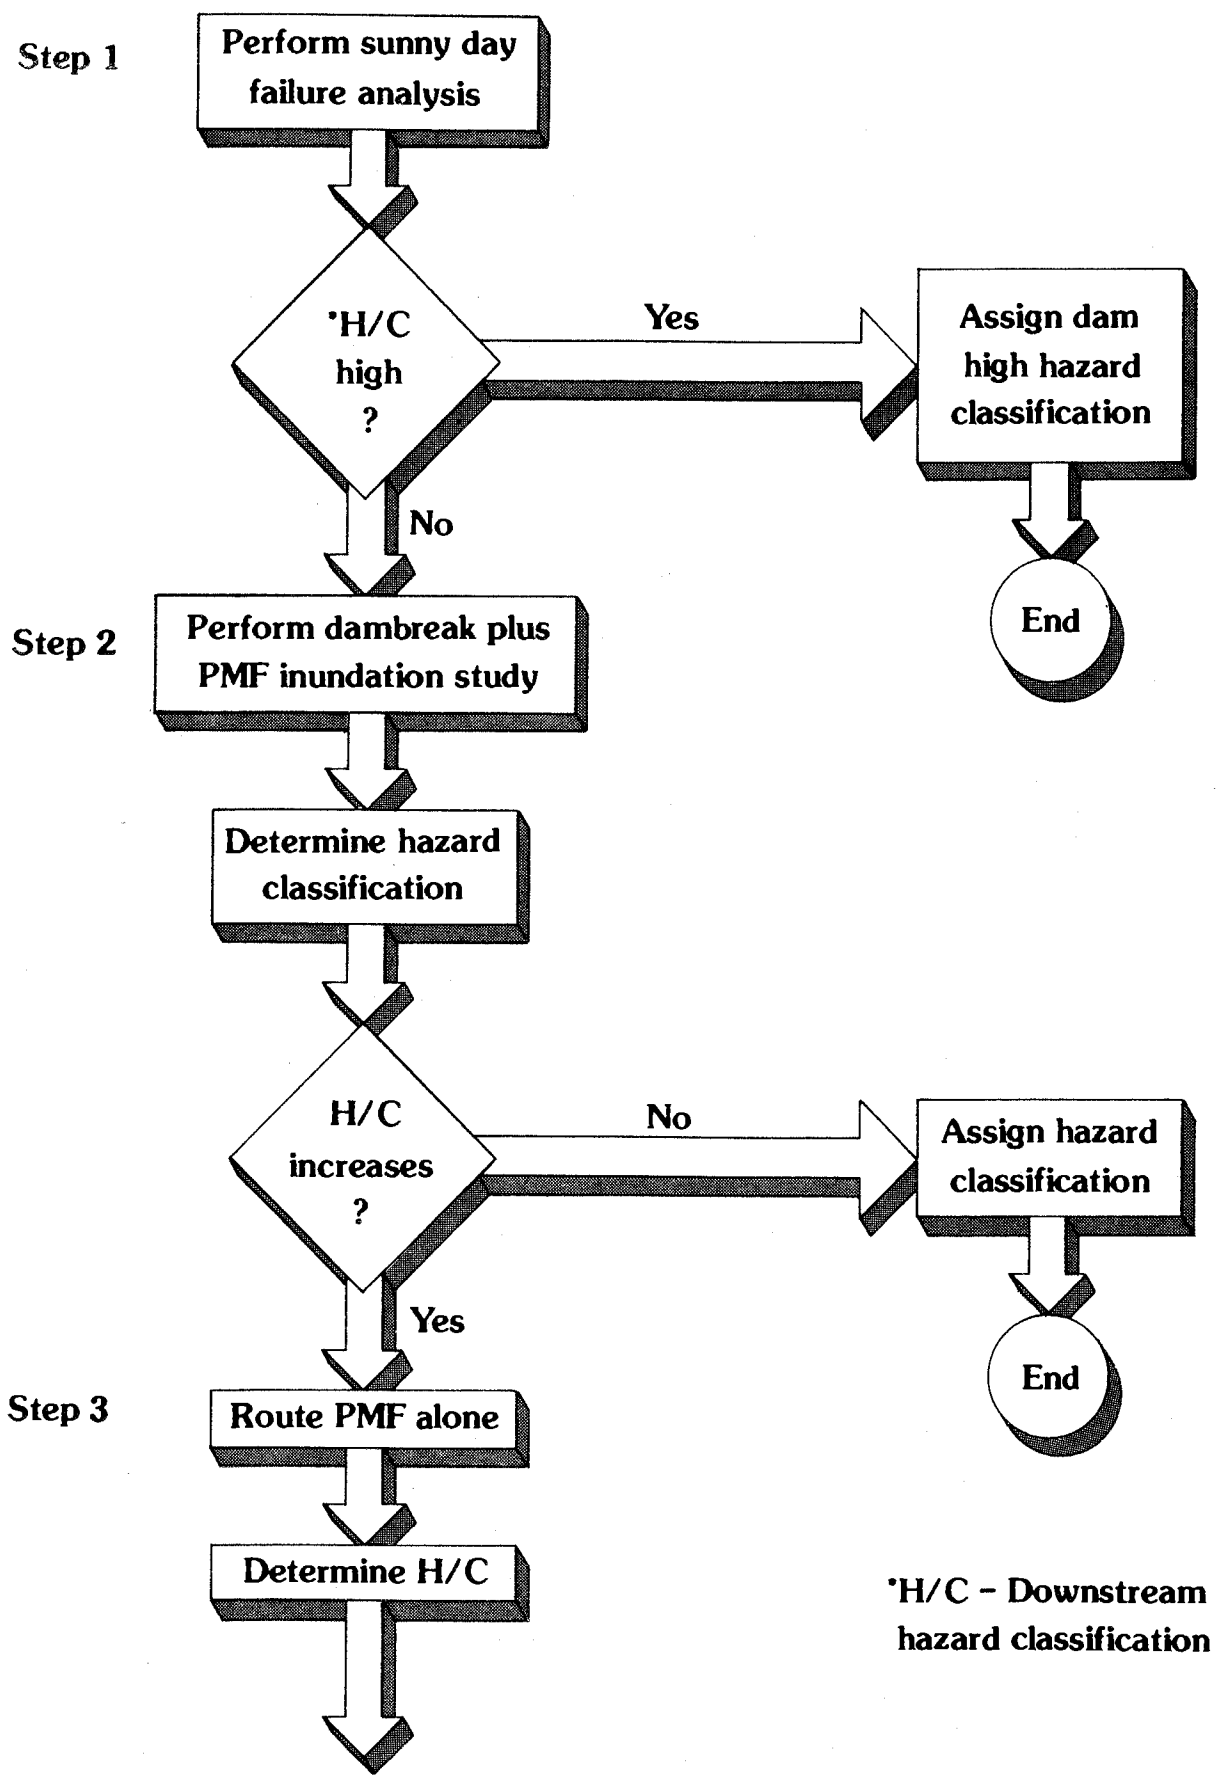 Step 1
Perform sunny day
failure analysis
*H/C
high
?
Yes
Assign dam
high hazard
classification
End
No
Step 2
Perform dambreak plus
PMF inundation study
Determine hazard
classification
H/C
increases
?
No
Assign hazard
classification
End
Yes
Step 3
Route PMF alone
Determine H/C
*H/C – Downstream
hazard classification